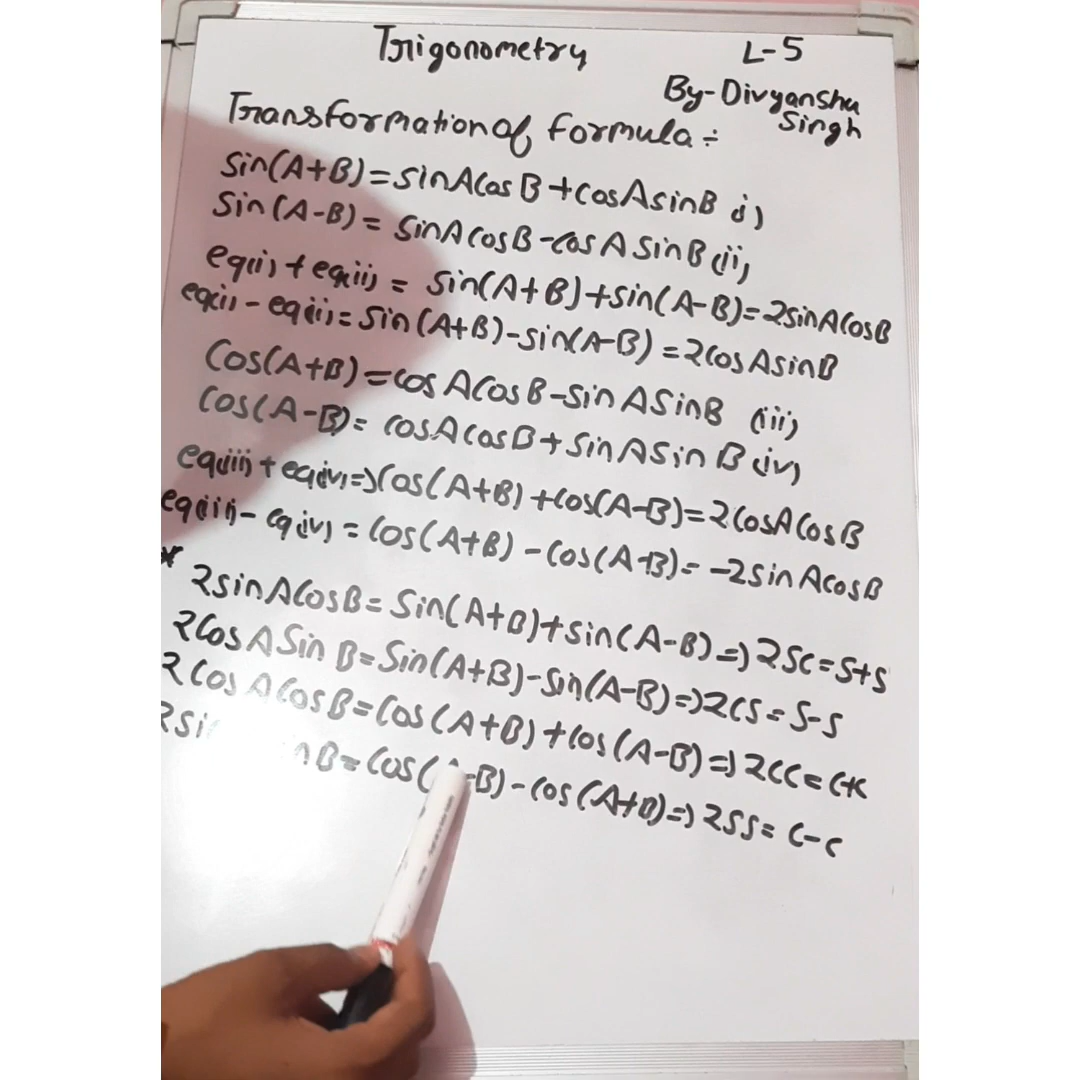 Trigonometry L-5
By-Divyanshu Singh
Transformation of formula ÷
Sin(A+B)=sinAcosB+cosAsinB i)
Sin(A-B)= sinAcosB-cosAsinB (ii)
eq(i)+eq(ii) = Sin(A+B)+sin(A-B)=2sinAcosB
eq(i)-eq(ii)=sin(A+B)-sin(A-B)=2cosAsinB
Cos(A+B)=cosAcosB-sinAsinB (iii)
Cos(A-B)= cosAcosB+sinAsinB (iv)
eq(iii)+eq(iv)=>Cos(A+B)+cos(A-B)=2cosAcosB
eq(iii)-eq(iv)=Cos(A+B)-Cos(A-B)=-2sinAcosB
* 2sinAcosB=Sin(A+B)+sin(A-B)=>2SC=S+S
2cosASinB=Sin(A+B)-Sin(A-B)=>2CS=S-S
2cosAcosB=Cos(A+B)+Cos(A-B)=>2CC=C+C
2Si nB=Cos(A-B)-Cos(A+B)=>2SS=C-C